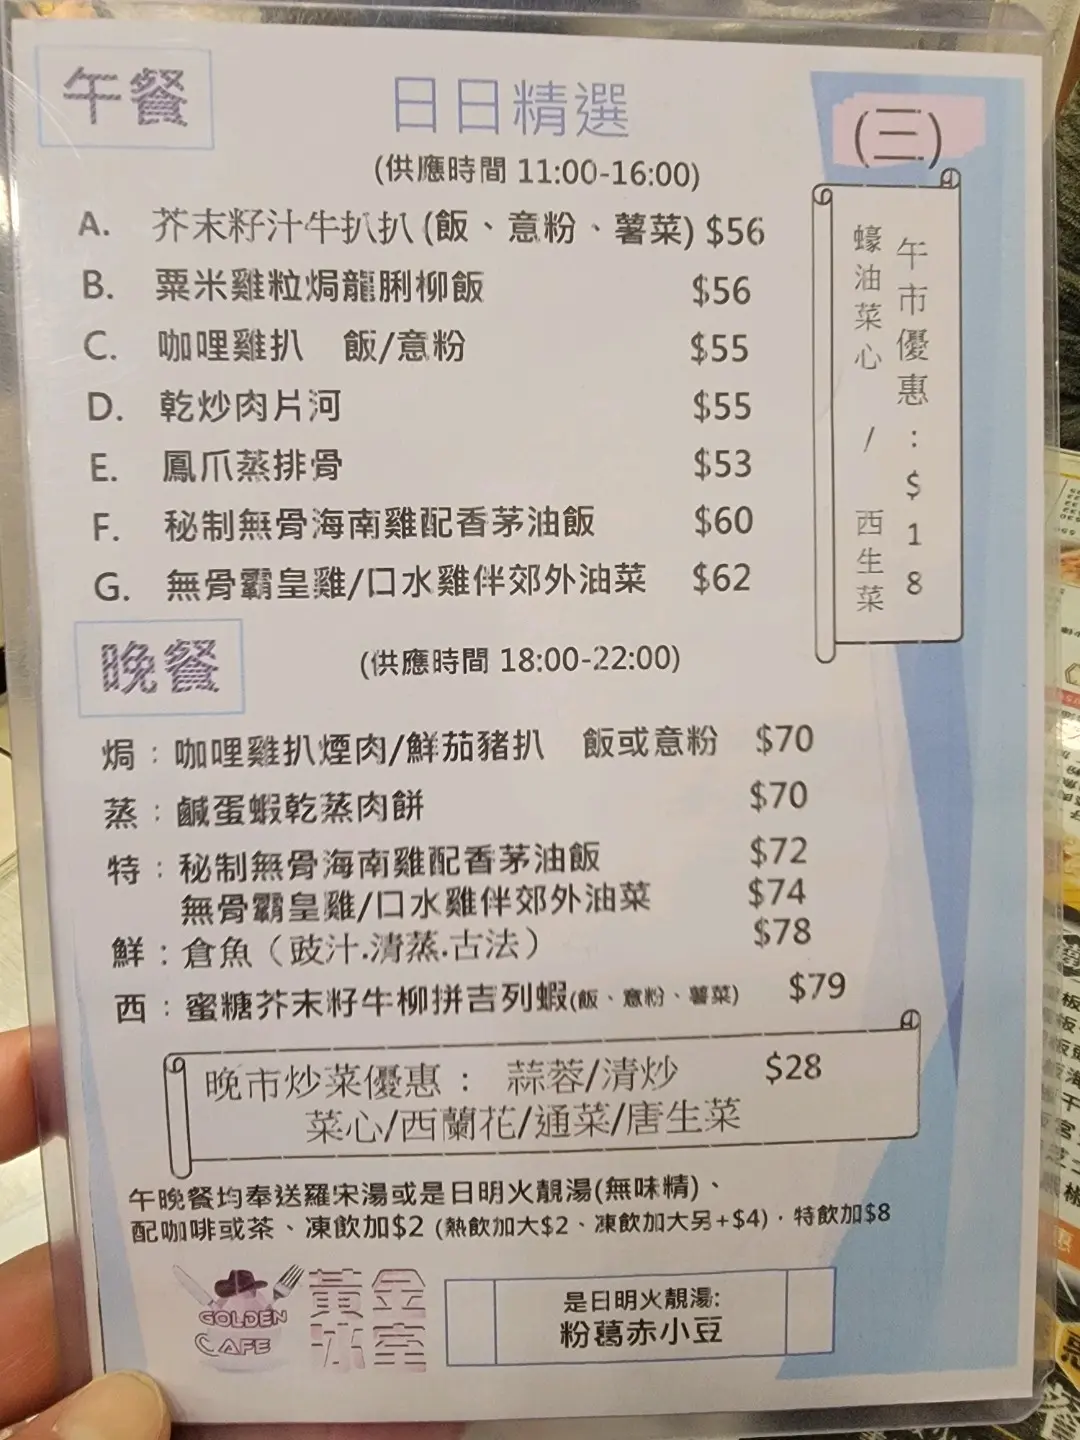 午餐
日日精選
(三)
(供應時間 11:00-16:00)
A. 芥末籽汁牛扒扒 (飯、意粉、薯菜) $56
B. 粟米雞粒焗龍脷柳飯 $56
C. 咖哩雞扒 飯/意粉 $55
D. 乾炒肉片河 $55
E. 鳳爪蒸排骨 $53
F. 秘制無骨海南雞配香茅油飯 $60
G. 無骨霸皇雞/口水雞伴郊外油菜 $62
午市優惠：$18
蠔油菜心 / 西生菜
晚餐
(供應時間 18:00-22:00)
焗：咖哩雞扒煙肉/鮮茄豬扒 飯或意粉 $70
蒸：鹹蛋蝦乾蒸肉餅 $70
特：秘制無骨海南雞配香茅油飯 $72
無骨霸皇雞/口水雞伴郊外油菜 $74
鮮：倉魚（豉汁.清蒸.古法） $78
西：蜜糖芥末籽牛柳拼吉列蝦(飯、意粉、薯菜) $79
晚市炒菜優惠： 蒜蓉/清炒 $28
菜心/西蘭花/通菜/唐生菜
午晚餐均奉送羅宋湯或是日明火靚湯(無味精)、
配咖啡或茶、凍飲加$2 (熱飲加大$2、凍飲加大另+$4)．特飲加$8
GOLDEN
CAFE
黃金
冰室
是日明火靚湯:
粉葛赤小豆